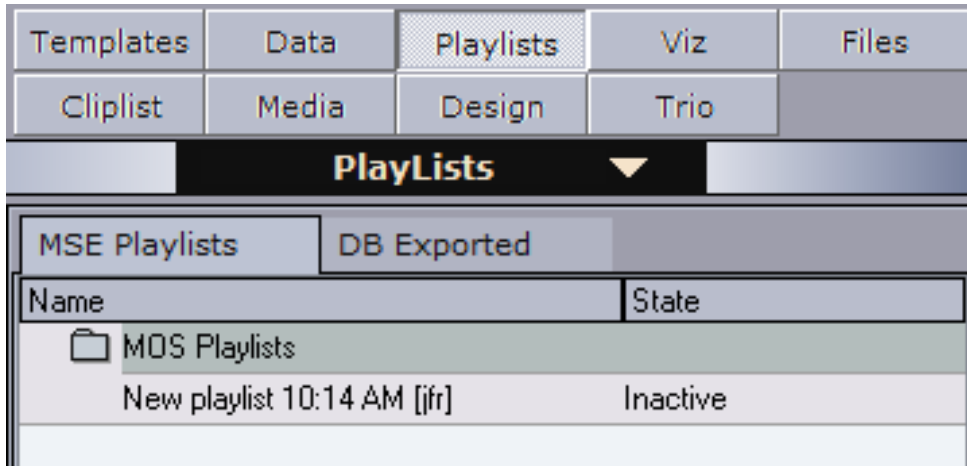 Templates Data Playlists Viz Files
Cliplist Media Design Trio
PlayLists
MSE Playlists DB Exported
Name State
MOS Playlists
New playlist 10:14 AM [jfr] Inactive